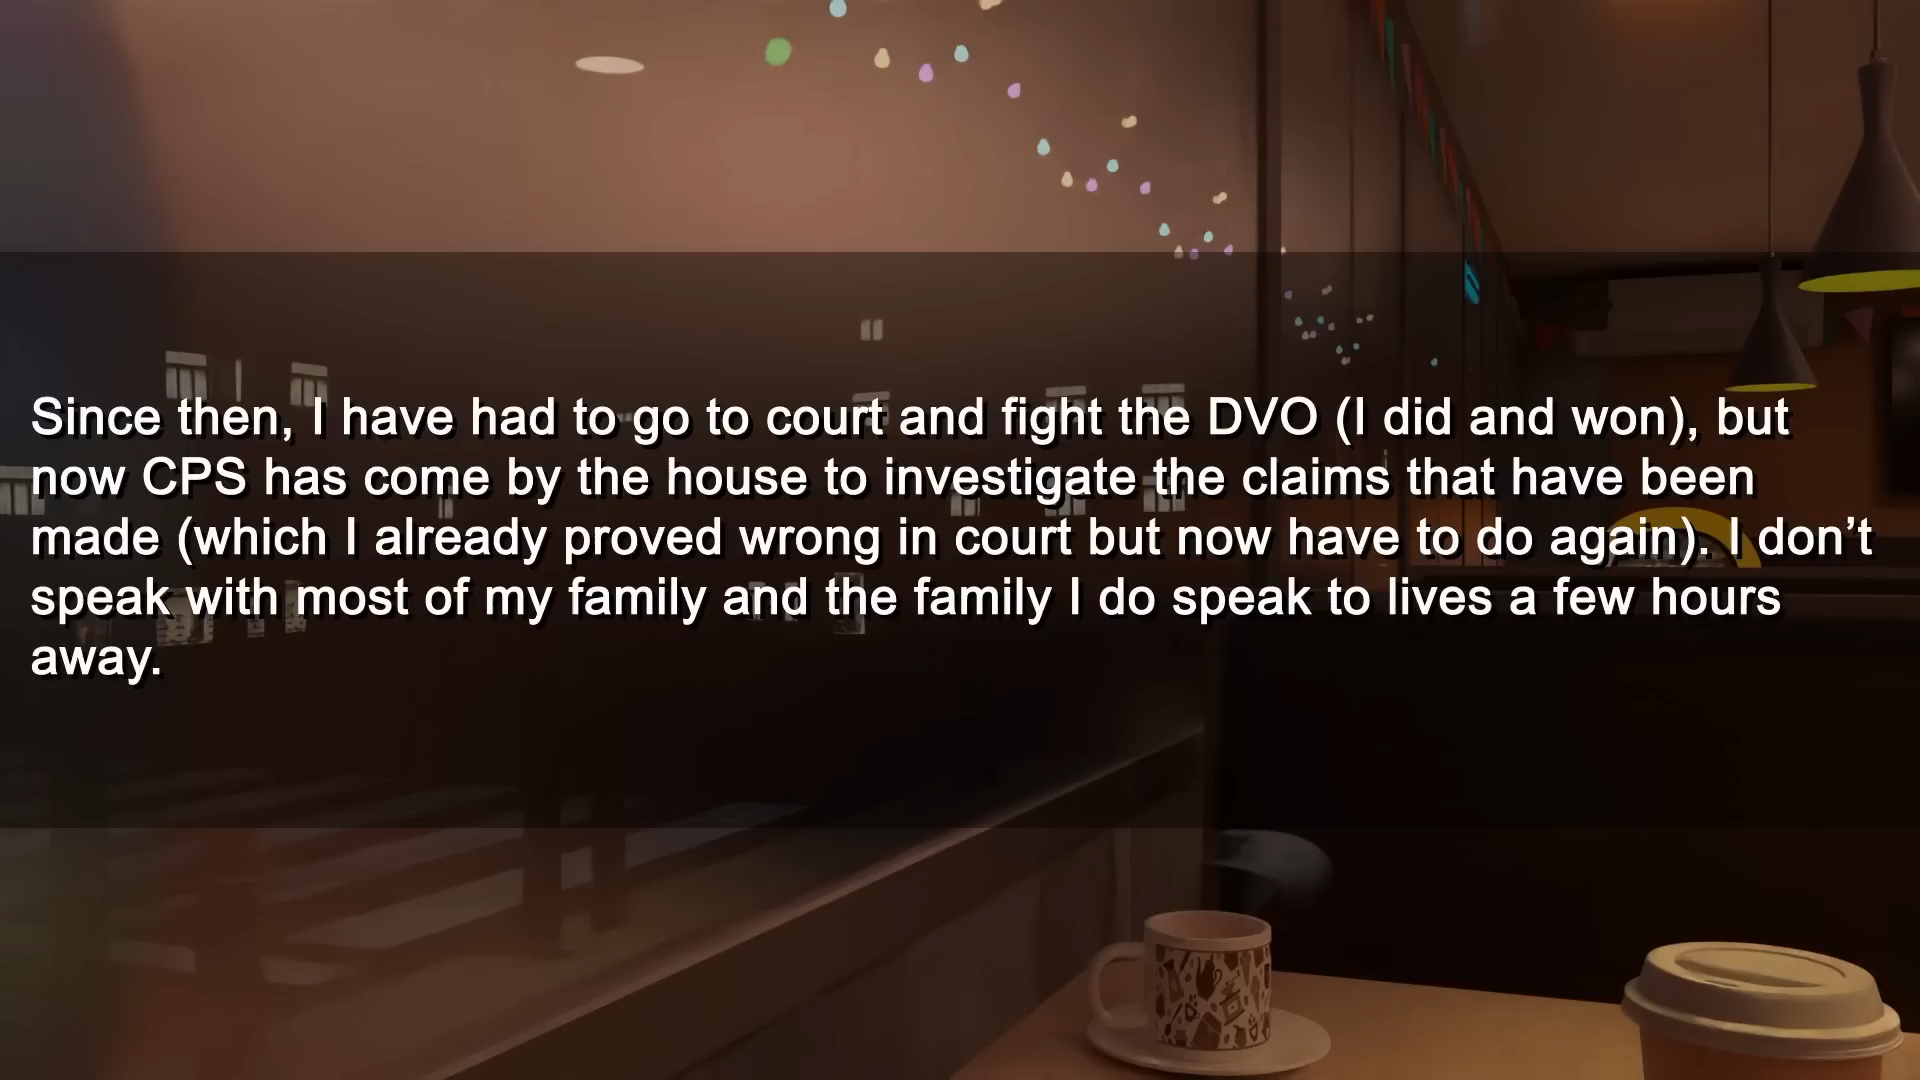 Since then, I have had to go to court and fight the DVO (I did and won), but
now CPS has come by the house to investigate the claims that have been
made (which I already proved wrong in court but now have to do again). I don’t
speak with most of my family and the family I do speak to lives a few hours
away.